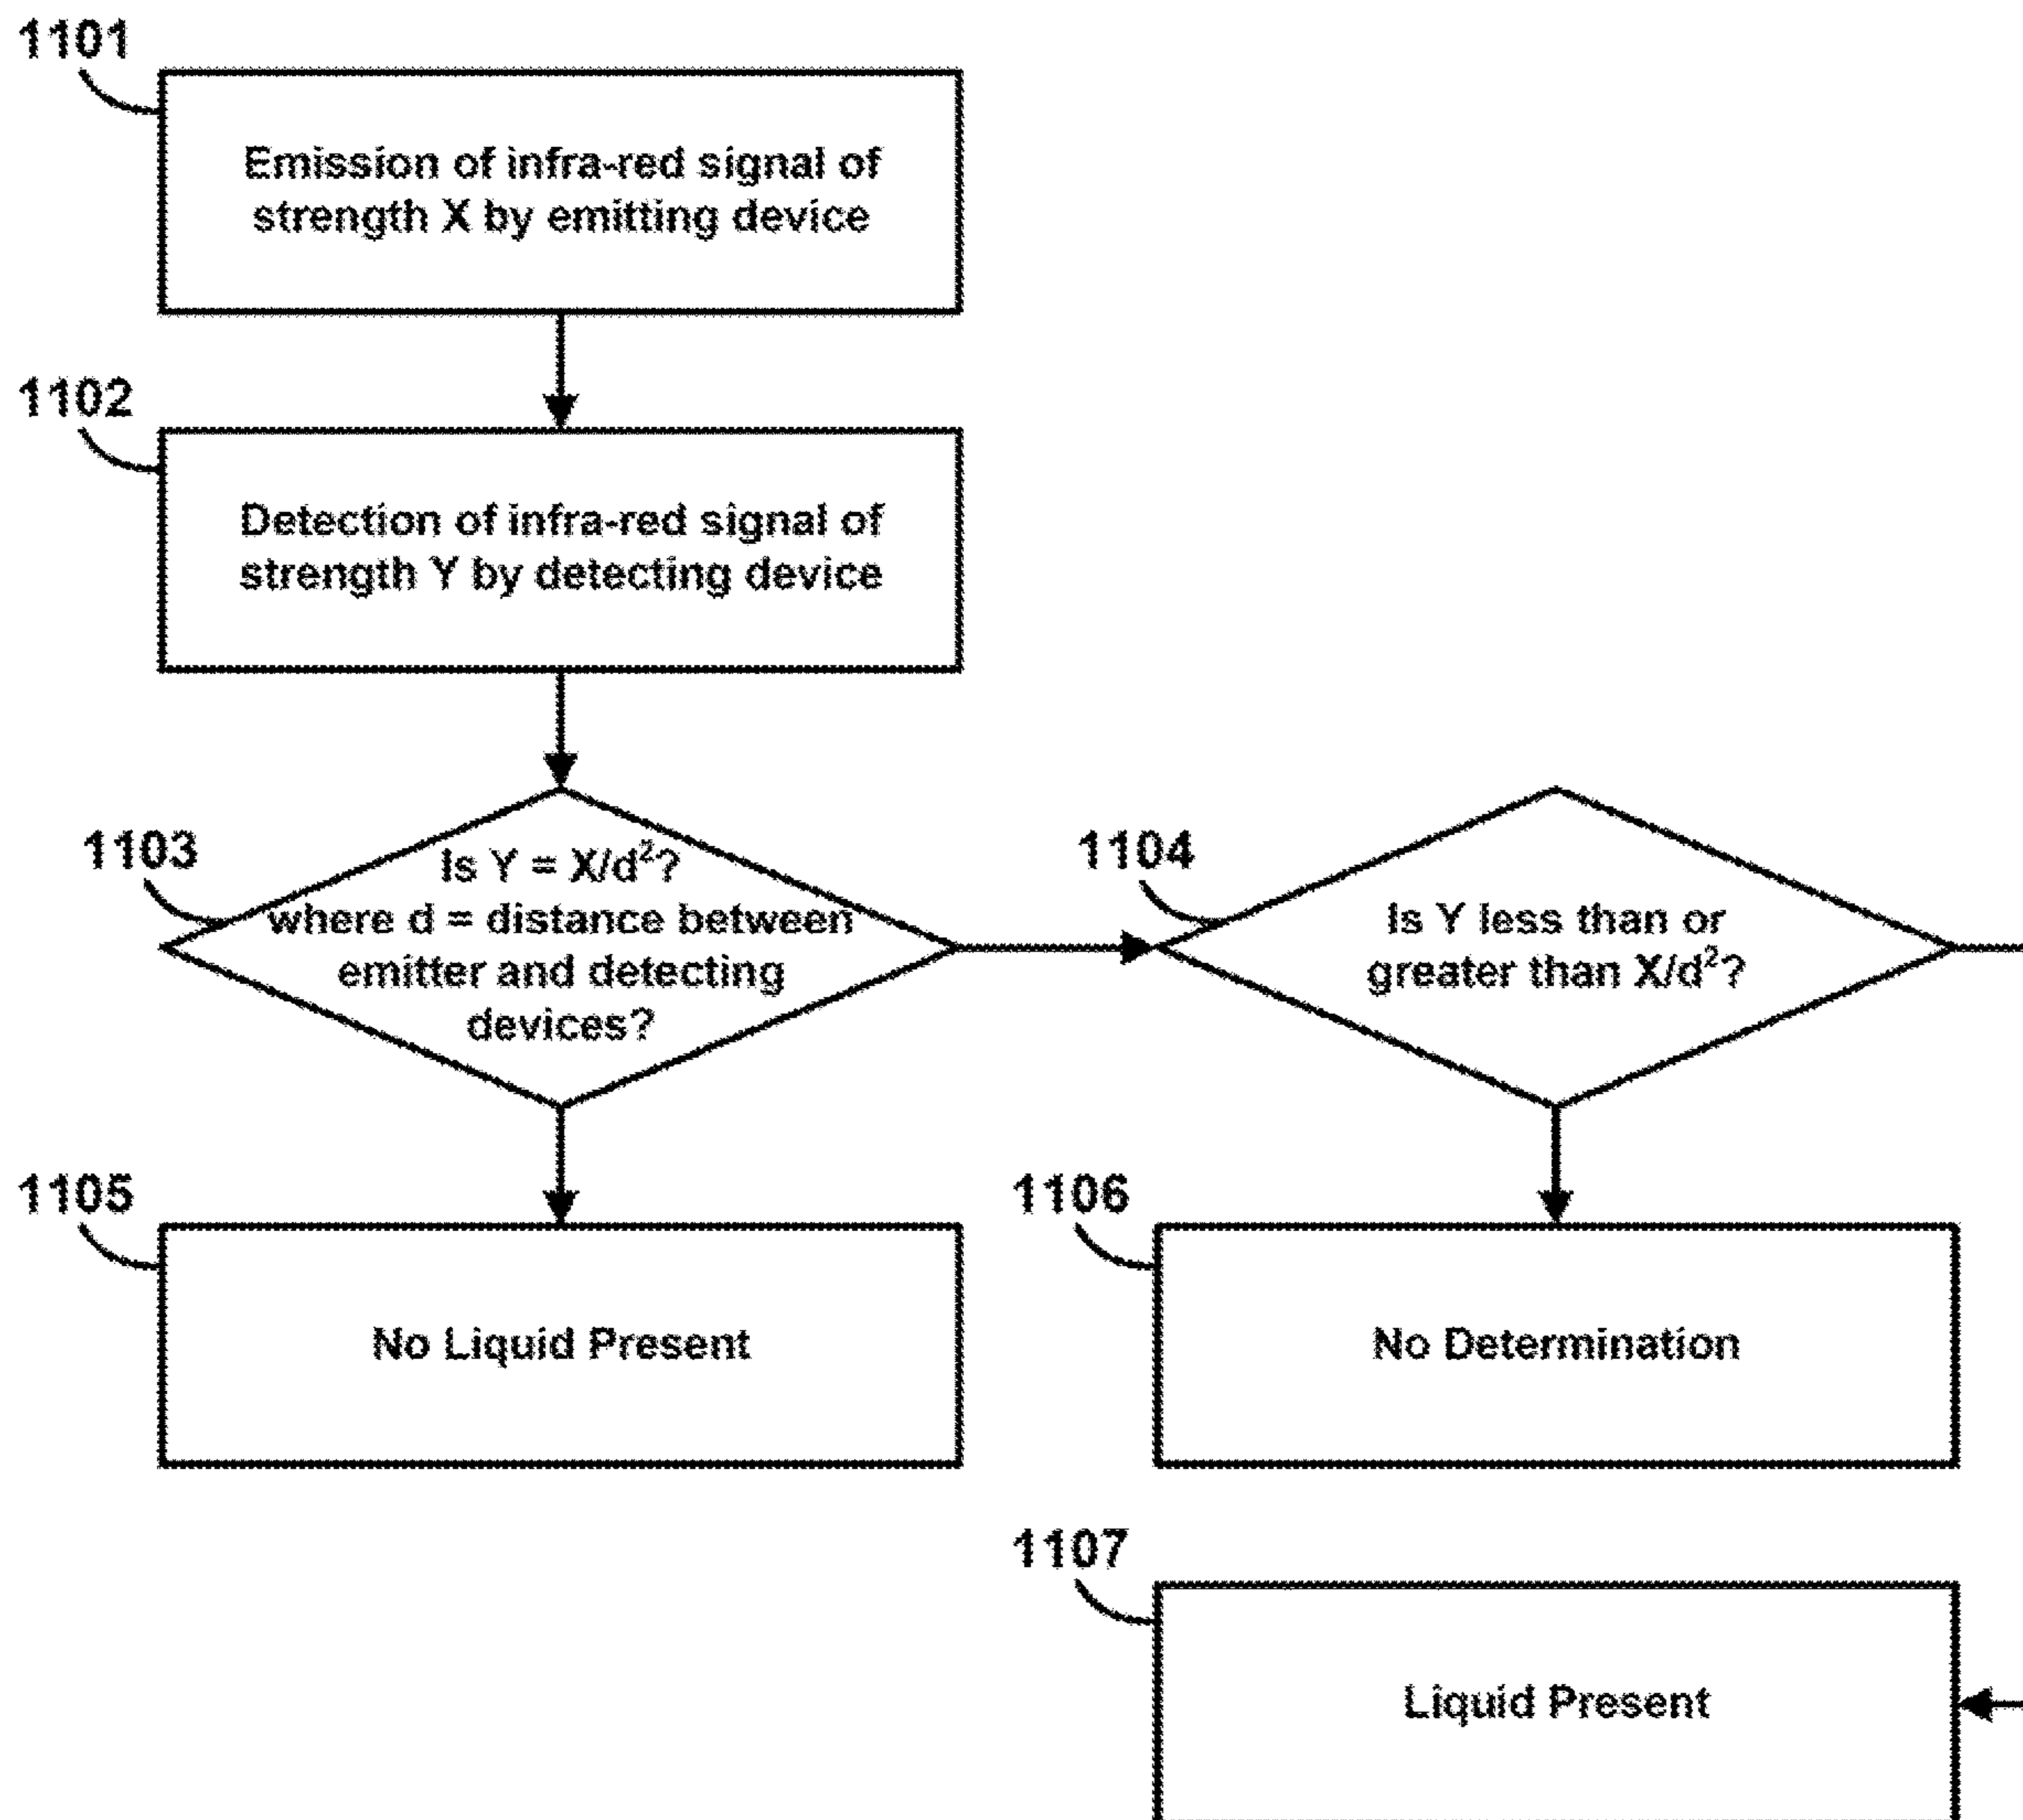 1101
Emission of infra-red signal of
strength X by emitting device
1102
Detection of infra-red signal of
strength Y by detecting device
1103
Is Y = X/d²?
where d = distance between
emitter and detecting
devices?
1104
Is Y less than or
greater than X/d²?
1105
No Liquid Present
1106
No Determination
1107
Liquid Present